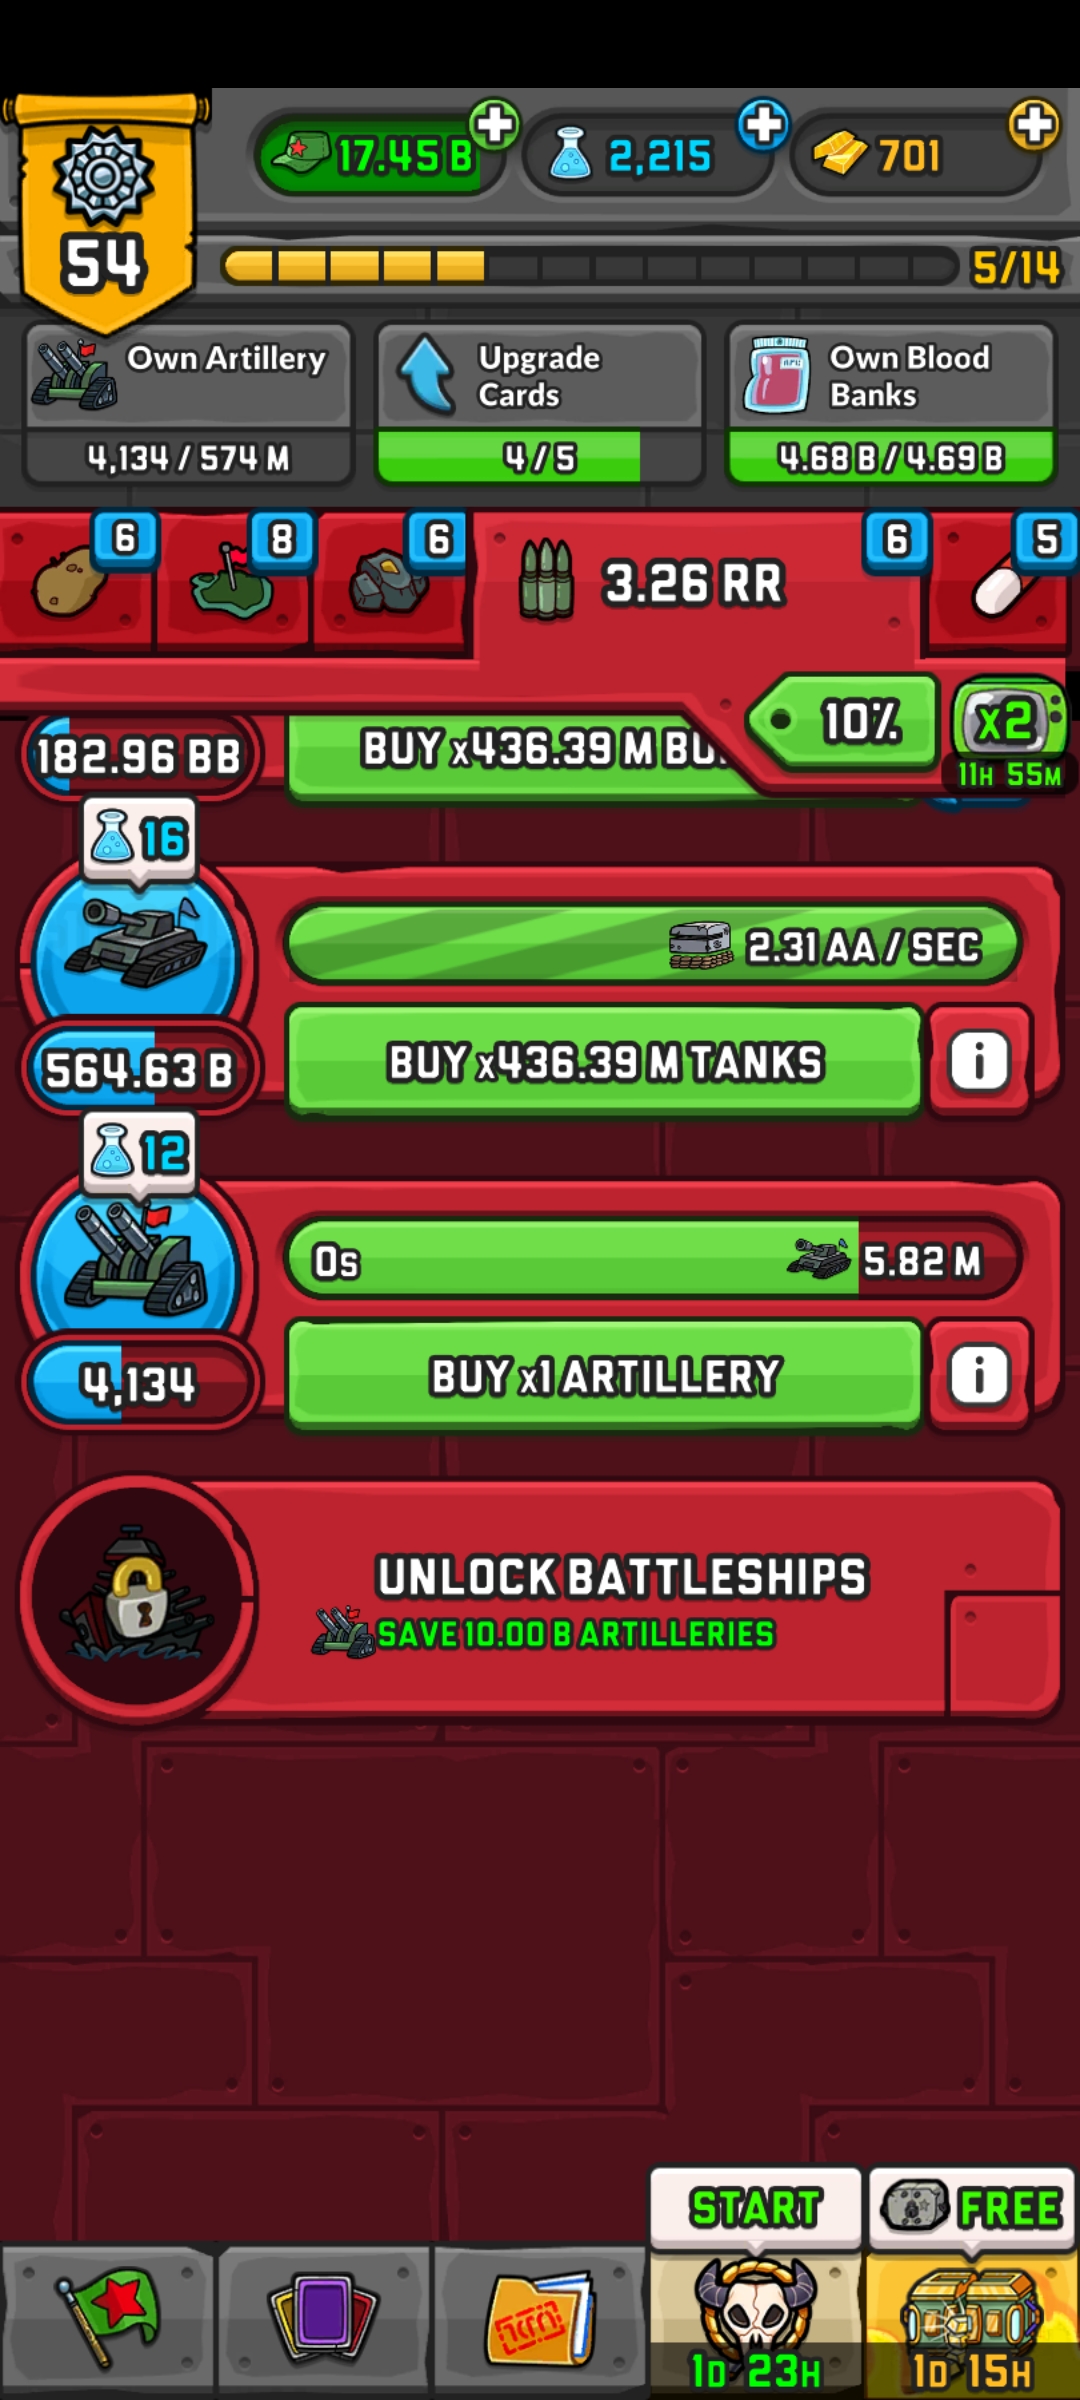 17.45 B
2,215
701
54
5/14
Own Artillery
4,134 / 574 M
Upgrade
Cards
4 / 5
Own Blood
Banks
4.68 B / 4.69 B
6
8
6
3.26 RR
6
5
10%
x2
11H 55M
182.96 BB
BUY x436.39 M
16
2.31 AA / SEC
564.63 B
BUY x436.39 M TANKS
i
12
0s
5.82 M
4,134
BUY x1 ARTILLERY
i
UNLOCK BATTLESHIPS
SAVE 10.00 B ARTILLERIES
START
FREE
1D 23H
1D 15H